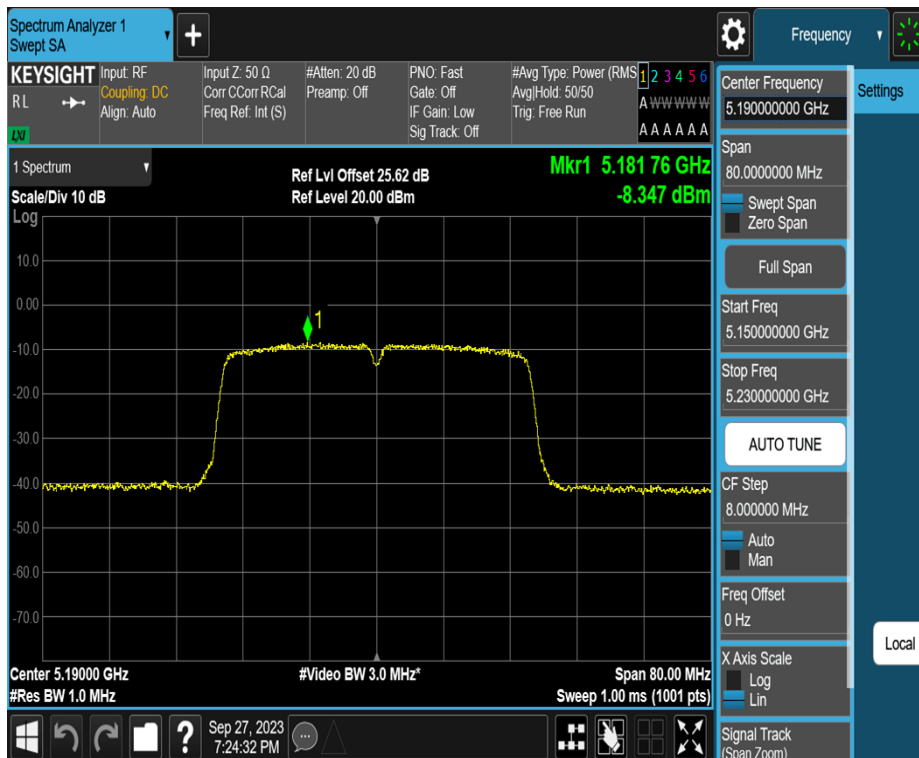 Spectrum Analyzer 1
Swept SA
+
Frequency
KEYSIGHT
R L
LXI
Input: RF
Coupling: DC
Align: Auto
Input Z: 50 Ω
Corr CCorr RCal
Freq Ref: Int (S)
#Atten: 20 dB
Preamp: Off
PNO: Fast
Gate: Off
IF Gain: Low
Sig Track: Off
#Avg Type: Power (RMS
Avg|Hold: 50/50
Trig: Free Run
1 2 3 4 5 6
A W W W W W
A A A A A A
1 Spectrum
Scale/Div 10 dB
Ref Lvl Offset 25.62 dB
Ref Level 20.00 dBm
Mkr1 5.181 76 GHz
-8.347 dBm
Log
10.0
0.00
-10.0
-20.0
-30.0
-40.0
-50.0
-60.0
-70.0
1
Center 5.19000 GHz
#Res BW 1.0 MHz
#Video BW 3.0 MHz*
Span 80.00 MHz
Sweep 1.00 ms (1001 pts)
Center Frequency
5.190000000 GHz
Span
80.0000000 MHz
Swept Span
Zero Span
Full Span
Start Freq
5.150000000 GHz
Stop Freq
5.230000000 GHz
AUTO TUNE
CF Step
8.000000 MHz
Auto
Man
Freq Offset
0 Hz
X Axis Scale
Log
Lin
Signal Track
(Span Zoom)
Settings
Local
?
Sep 27, 2023
7:24:32 PM